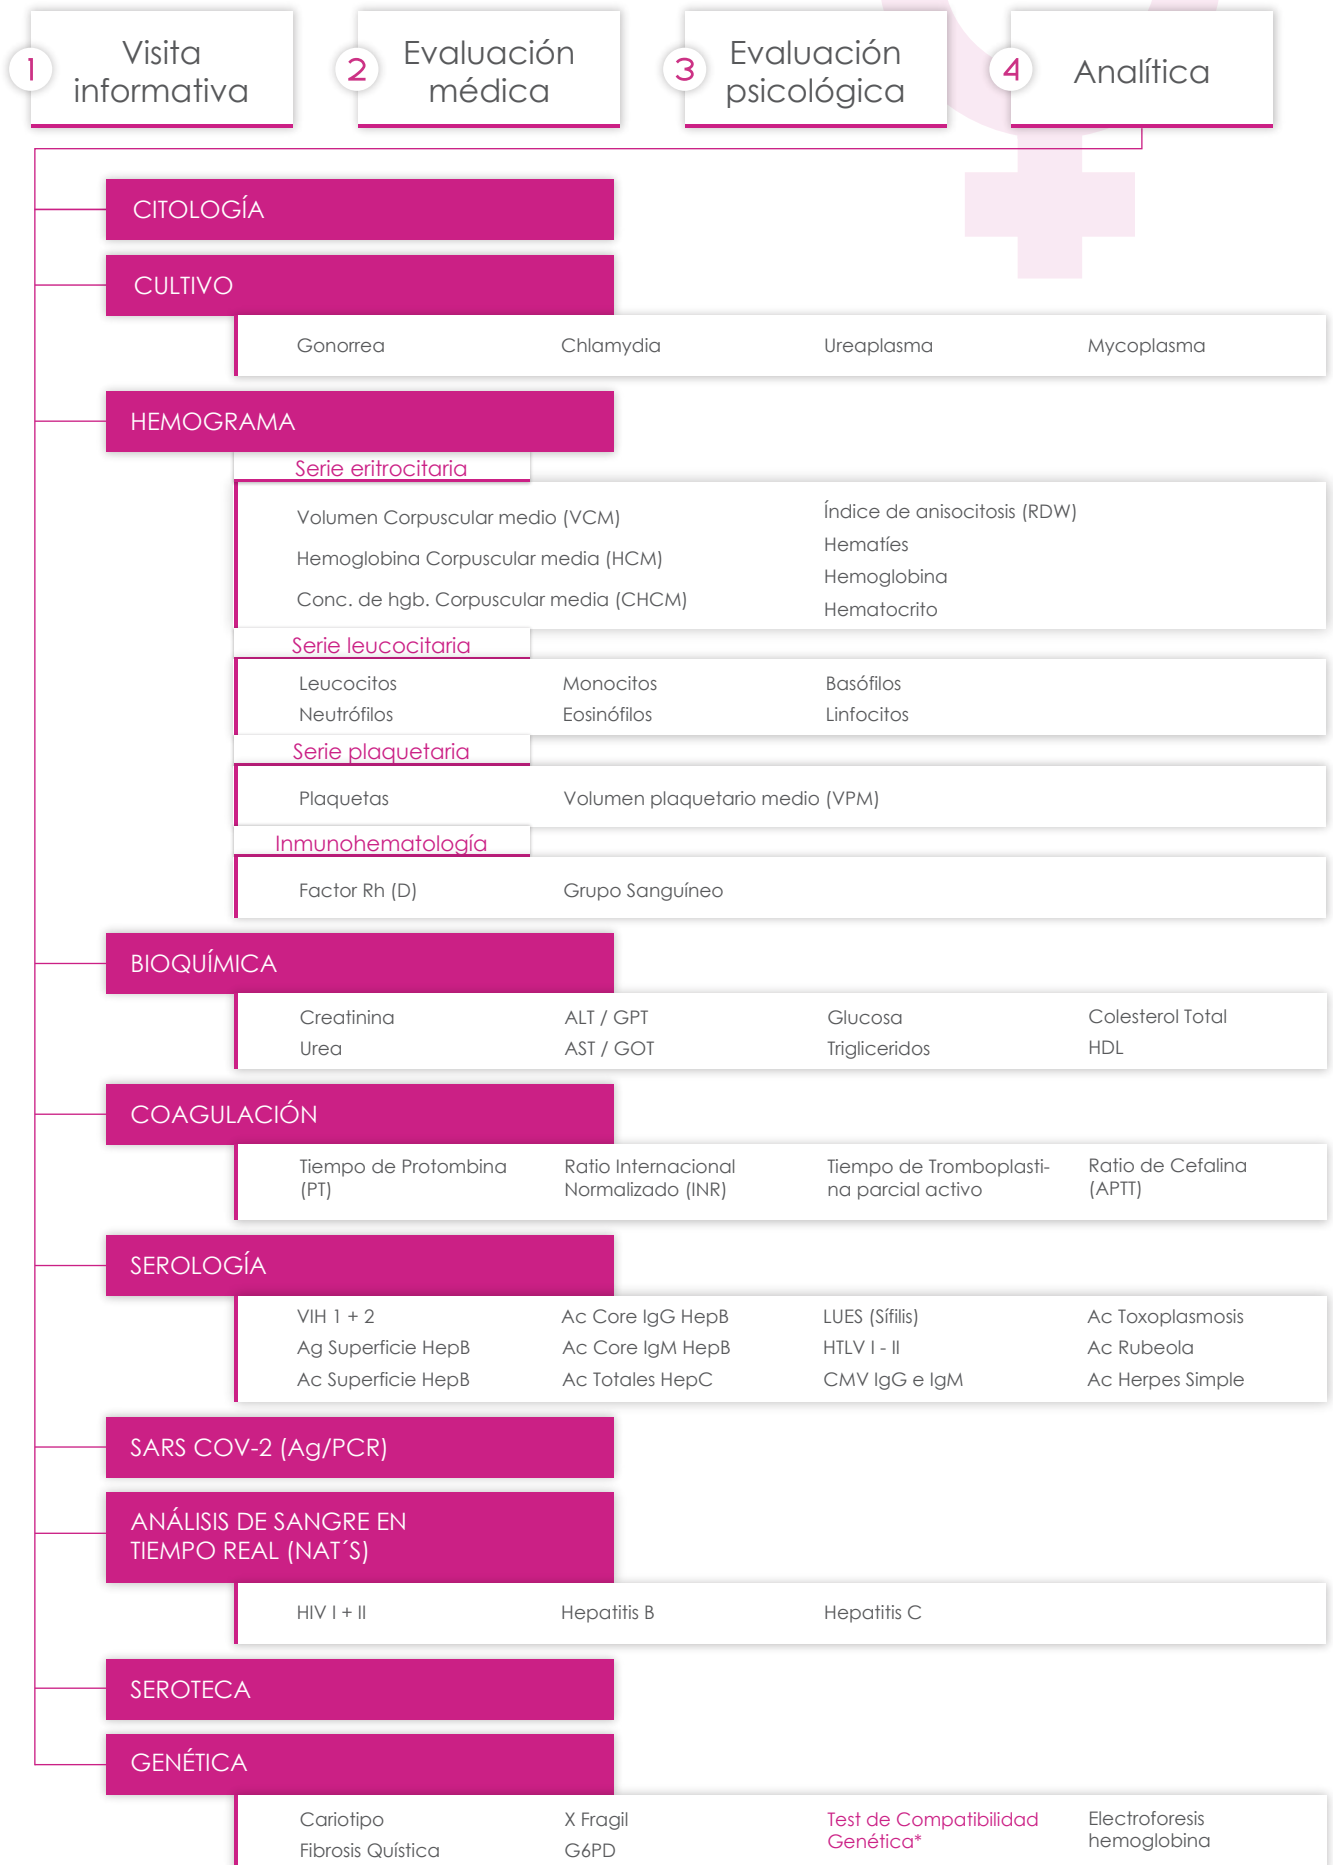 1
Visita
informativa
2
Evaluación
médica
3
Evaluación
psicológica
4
Analítica
CITOLOGÍA
CULTIVO
Gonorrea
Chlamydia
Ureaplasma
Mycoplasma
HEMOGRAMA
Serie eritrocitaria
Volumen Corpuscular medio (VCM)
Hemoglobina Corpuscular media (HCM)
Conc. de hgb. Corpuscular media (CHCM)
Índice de anisocitosis (RDW)
Hematíes
Hemoglobina
Hematocrito
Serie leucocitaria
Leucocitos
Neutrófilos
Monocitos
Eosinófilos
Basófilos
Linfocitos
Serie plaquetaria
Plaquetas
Volumen plaquetario medio (VPM)
Inmunohematología
Factor Rh (D)
Grupo Sanguíneo
BIOQUÍMICA
Creatinina
Urea
ALT / GPT
AST / GOT
Glucosa
Trigliceridos
Colesterol Total
HDL
COAGULACIÓN
Tiempo de Protombina
(PT)
Ratio Internacional
Normalizado (INR)
Tiempo de Tromboplasti-
na parcial activo
Ratio de Cefalina
(APTT)
SEROLOGÍA
VIH 1 + 2
Ag Superficie HepB
Ac Superficie HepB
Ac Core IgG HepB
Ac Core IgM HepB
Ac Totales HepC
LUES (Sífilis)
HTLV I - II
CMV IgG e IgM
Ac Toxoplasmosis
Ac Rubeola
Ac Herpes Simple
SARS COV-2 (Ag/PCR)
ANÁLISIS DE SANGRE EN
TIEMPO REAL (NAT´S)
HIV I + II
Hepatitis B
Hepatitis C
SEROTECA
GENÉTICA
Cariotipo
Fibrosis Quística
X Fragil
G6PD
Test de Compatibilidad
Genética*
Electroforesis
hemoglobina